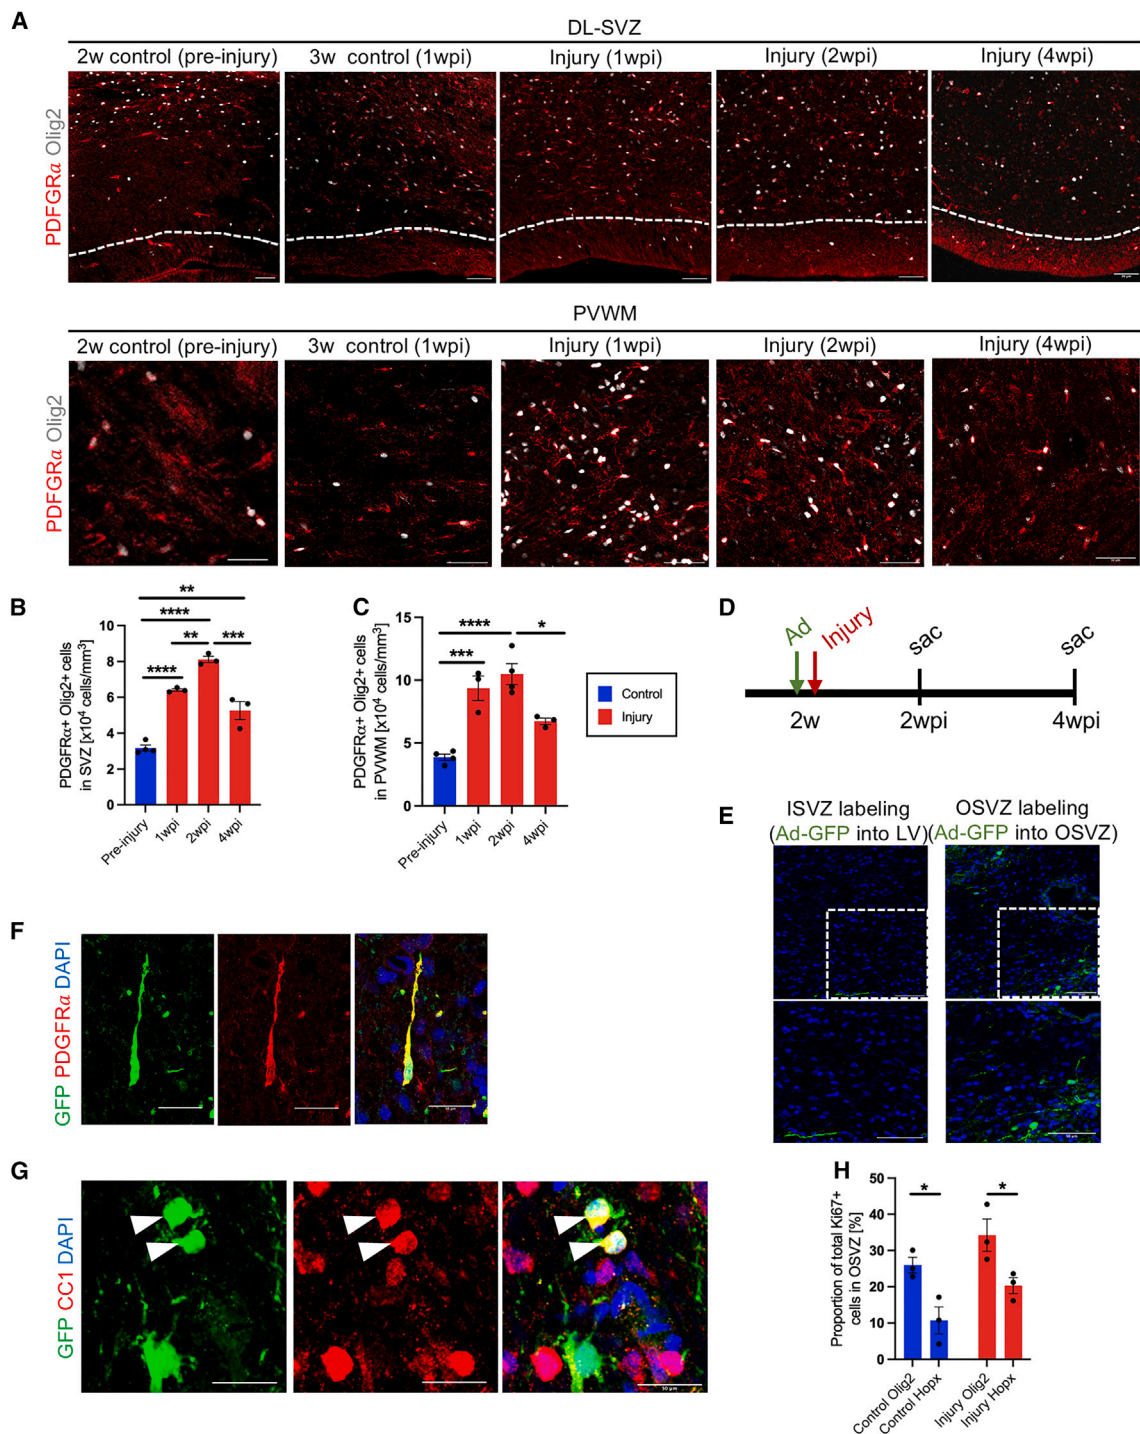 A
DL-SVZ
2w control (pre-injury)
3w control (1wpi)
Injury (1wpi)
Injury (2wpi)
Injury (4wpi)
PDFGRα Olig2
PVWM
2w control (pre-injury)
3w control (1wpi)
Injury (1wpi)
Injury (2wpi)
Injury (4wpi)
PDFGRα Olig2
B
PDGFRα+ Olig2+ cells
in SVZ [x10⁴ cells/mm³]
10
8
6
4
2
0
**
****
**
***
****
Pre-injury
1wpi
2wpi
4wpi
C
PDGFRα+ Olig2+ cells
in PVWM [x10⁴ cells/mm³]
15
10
5
0
****
*
***
Pre-injury
1wpi
2wpi
4wpi
Control
Injury
D
Ad
Injury
sac
sac
2w
2wpi
4wpi
E
ISVZ labeling
(Ad-GFP into LV)
OSVZ labeling
(Ad-GFP into OSVZ)
F
GFP PDGFRα DAPI
G
GFP CC1 DAPI
50 μm
H
Proportion of total Ki67+
cells in OSVZ [%]
50
40
30
20
10
0
*
*
Control Olig2
Control Hopx
Injury Olig2
Injury Hopx